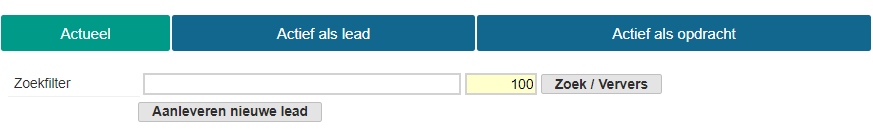 Actueel Actief als lead Actief als opdracht
Zoekfilter 100 Zoek / Ververs
Aanleveren nieuwe lead